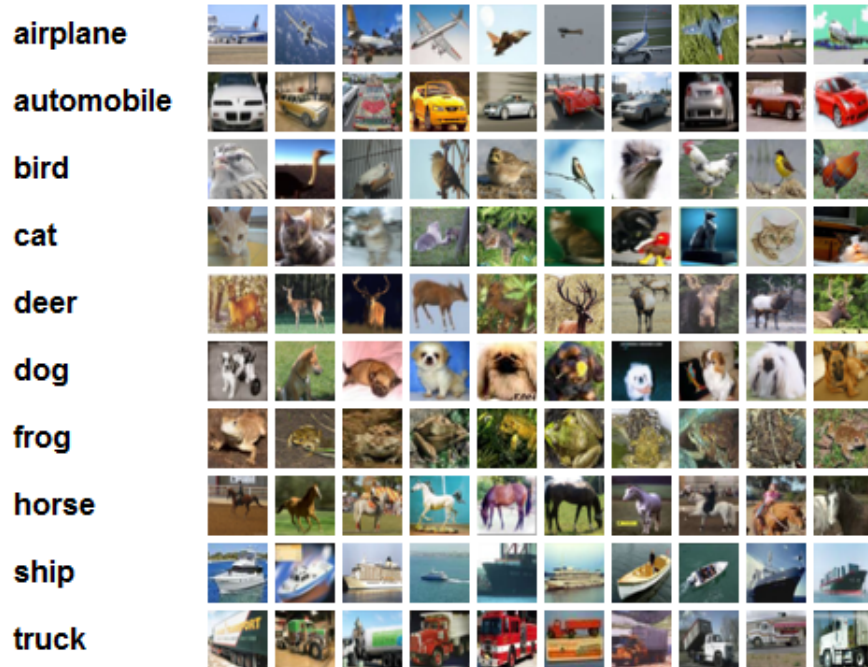 airplane
automobile
bird
cat
deer
dog
frog
horse
ship
truck